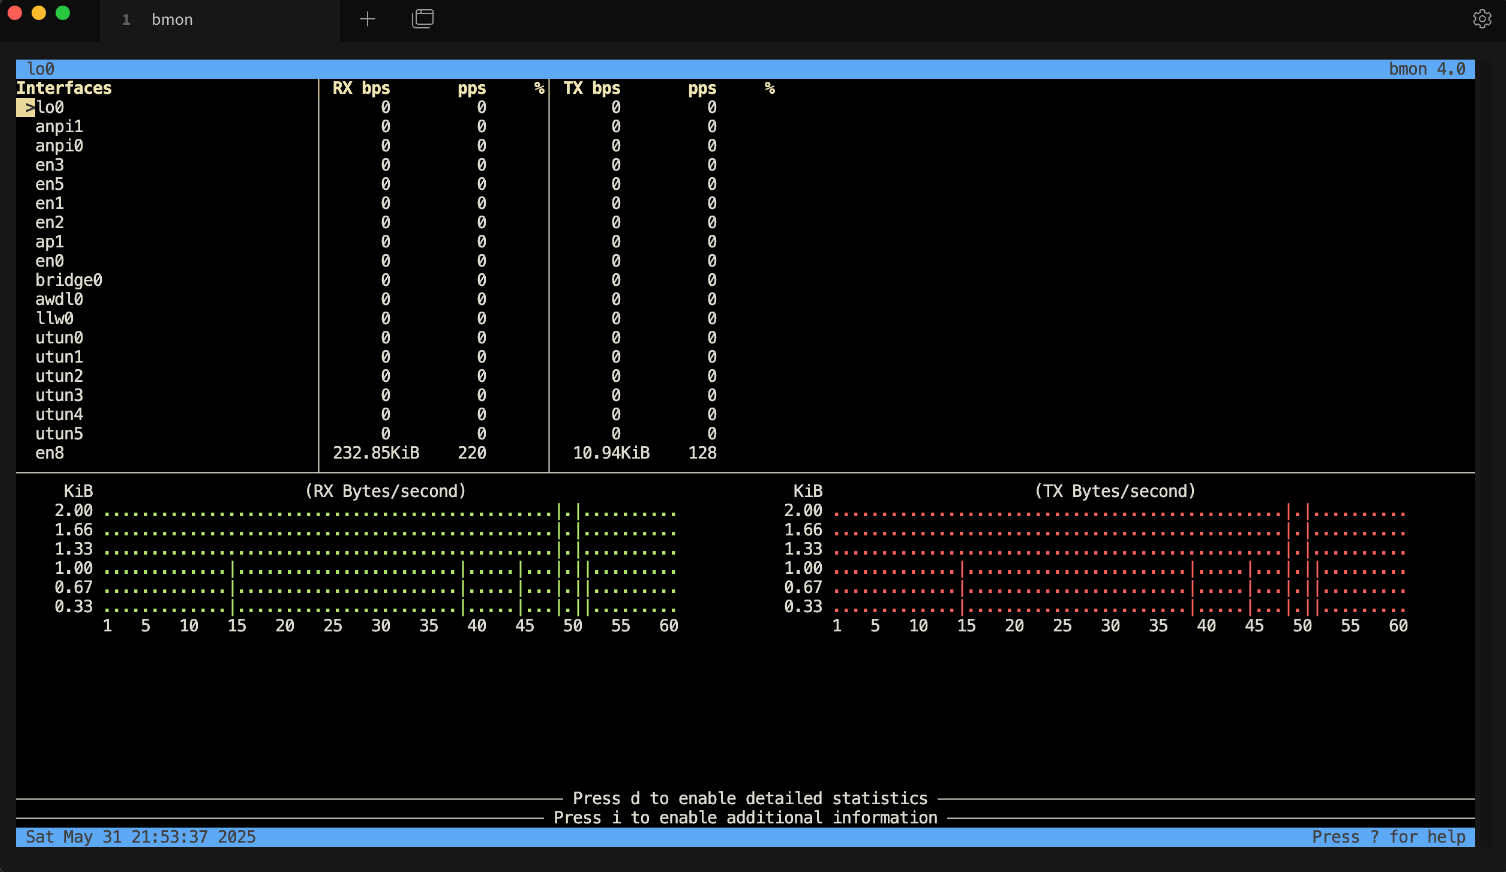 1 bmon
lo0 bmon 4.0
Interfaces RX bps pps % TX bps pps %
>lo0 0 0 0 0
anpi1 0 0 0 0
anpi0 0 0 0 0
en3 0 0 0 0
en5 0 0 0 0
en1 0 0 0 0
en2 0 0 0 0
ap1 0 0 0 0
en0 0 0 0 0
bridge0 0 0 0 0
awdl0 0 0 0 0
llw0 0 0 0 0
utun0 0 0 0 0
utun1 0 0 0 0
utun2 0 0 0 0
utun3 0 0 0 0
utun4 0 0 0 0
utun5 0 0 0 0
en8 232.85KiB 220 10.94KiB 128
KiB (RX Bytes/second) KiB (TX Bytes/second)
2.00 ...............................................|.|.......... 2.00 ...............................................|.|..........
1.66 ...............................................|.|.......... 1.66 ...............................................|.|..........
1.33 ...............................................|.|.......... 1.33 ...............................................|.|..........
1.00 .............|.......................|.....|...|.||......... 1.00 .............|.......................|.....|...|.||.........
0.67 .............|.......................|.....|...|.||......... 0.67 .............|.......................|.....|...|.||.........
0.33 .............|.......................|.....|...|.||......... 0.33 .............|.......................|.....|...|.||.........
1 5 10 15 20 25 30 35 40 45 50 55 60 1 5 10 15 20 25 30 35 40 45 50 55 60
Press d to enable detailed statistics
Press i to enable additional information
Sat May 31 21:53:37 2025 Press ? for help